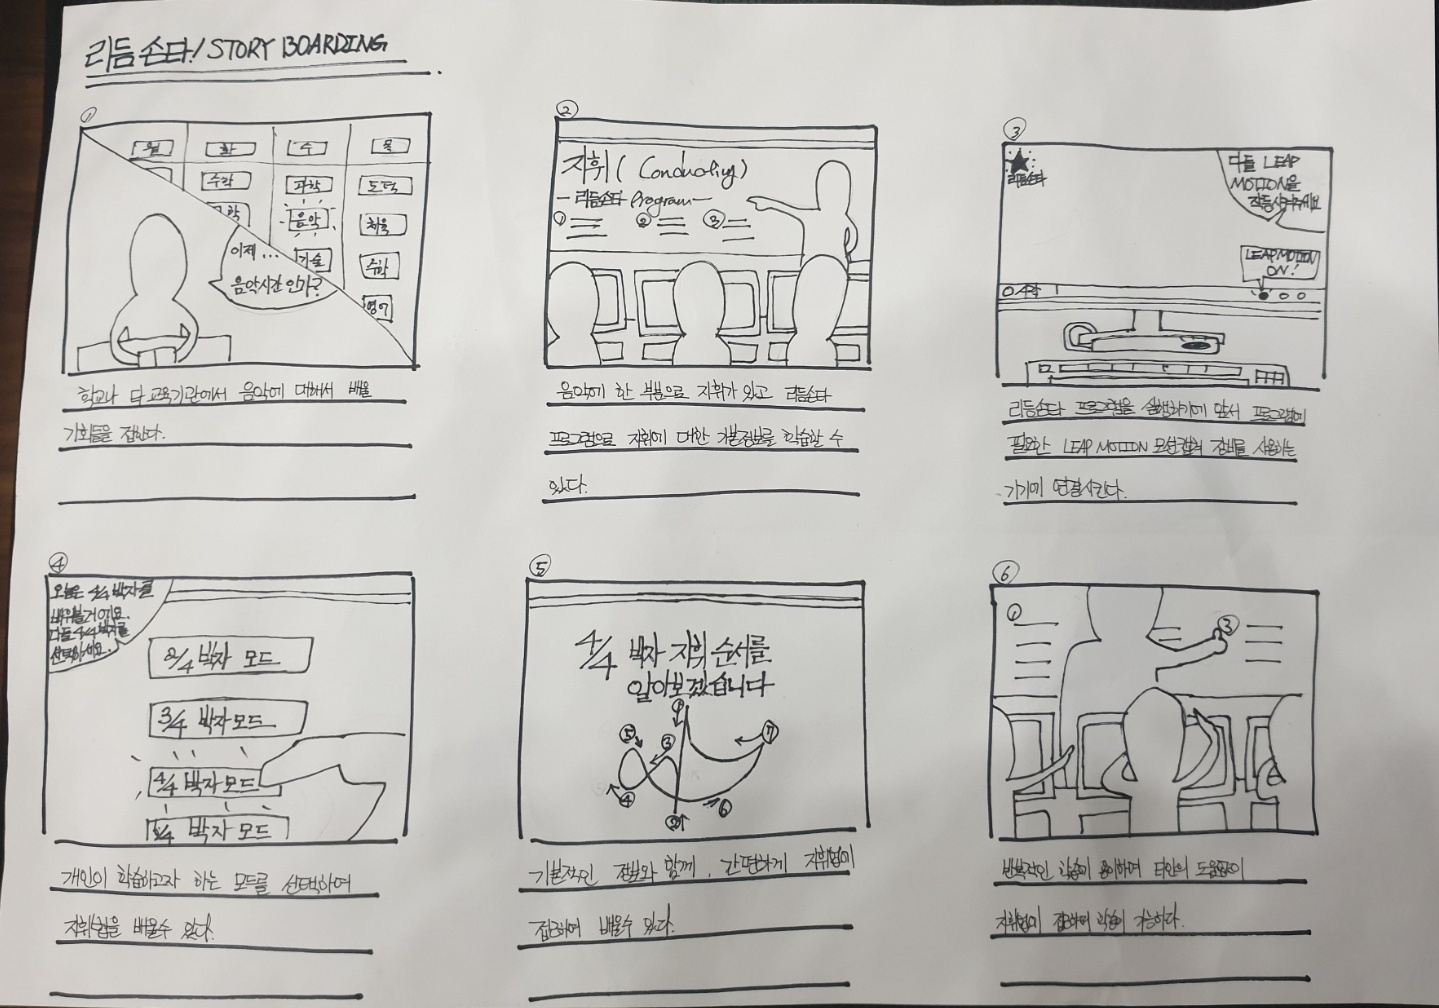 리듬손타! STORY BOARDING
①
월 화 수 목
수학 과학 도덕
음악 체육
기술 수학
영어
이제...
음악시간인가?
학교나 타 교육기관에서 음악에 대해서 배울
기회들을 접한다.
②
지휘 (Conducting)
- 리듬손타 Program -
① ② ③
음악에 한 부분으로 지휘가 있고 리듬손타
프로그램으로 지휘에 대한 기본정보를 학습할 수
있다.
③
리듬손타
다들 LEAP
MOTION을
작동시켜주세요
LEAP MOTION
ON!
리듬손타 프로그램을 실행하기에 앞서 프로그램에
필요한 LEAP MOTION 모션캡쳐 장비를 사용하는
기기에 연결시킨다.
④
오늘은 4/4 박자를
배워볼거에요.
다들 4/4 박자를
선택하세요.
2/4 박자 모드
3/4 박자 모드
4/4 박자 모드
박자 모드
개인이 학습하고자 하는 모드를 선택하여
지휘법을 배울수 있다.
⑤
4/4 박자 지휘 순서를
알아보겠습니다
① ② ③ ④ ⑤ ⑥ ⑦
기본적인 정보와 함께, 간편하게 지휘법에
접근하여 배울수 있다.
⑥
① ③
반복적인 학습이 용이하며 타인의 도움없이
지휘법에 접근하여 학습이 가능하다.